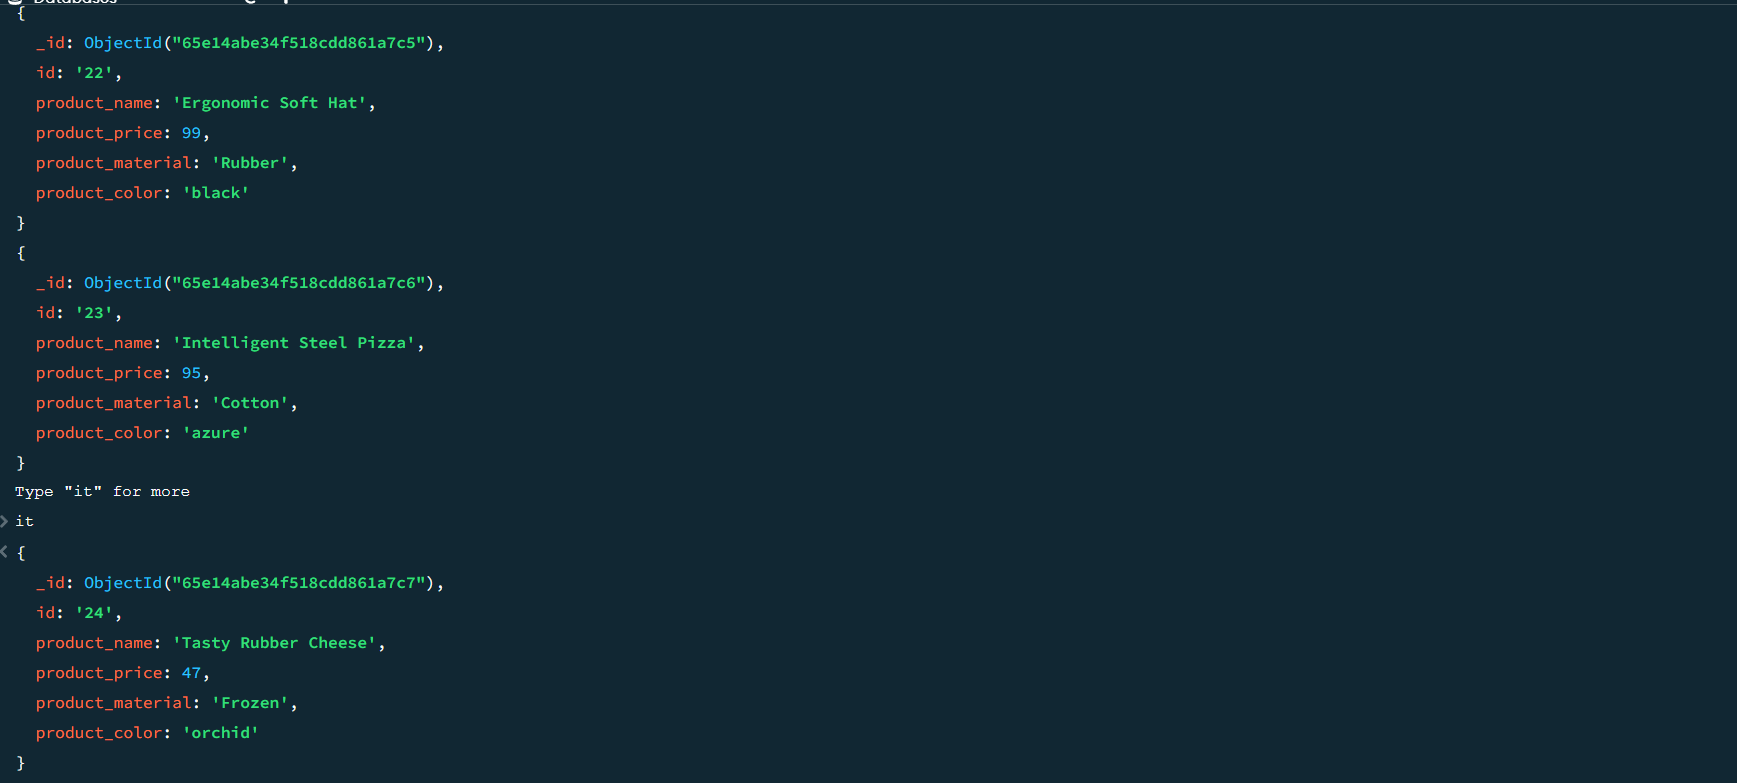 Databases
{
_id: ObjectId("65e14abe34f518cdd861a7c5"),
id: '22',
product_name: 'Ergonomic Soft Hat',
product_price: 99,
product_material: 'Rubber',
product_color: 'black'
}
{
_id: ObjectId("65e14abe34f518cdd861a7c6"),
id: '23',
product_name: 'Intelligent Steel Pizza',
product_price: 95,
product_material: 'Cotton',
product_color: 'azure'
}
Type "it" for more
> it
< {
_id: ObjectId("65e14abe34f518cdd861a7c7"),
id: '24',
product_name: 'Tasty Rubber Cheese',
product_price: 47,
product_material: 'Frozen',
product_color: 'orchid'
}